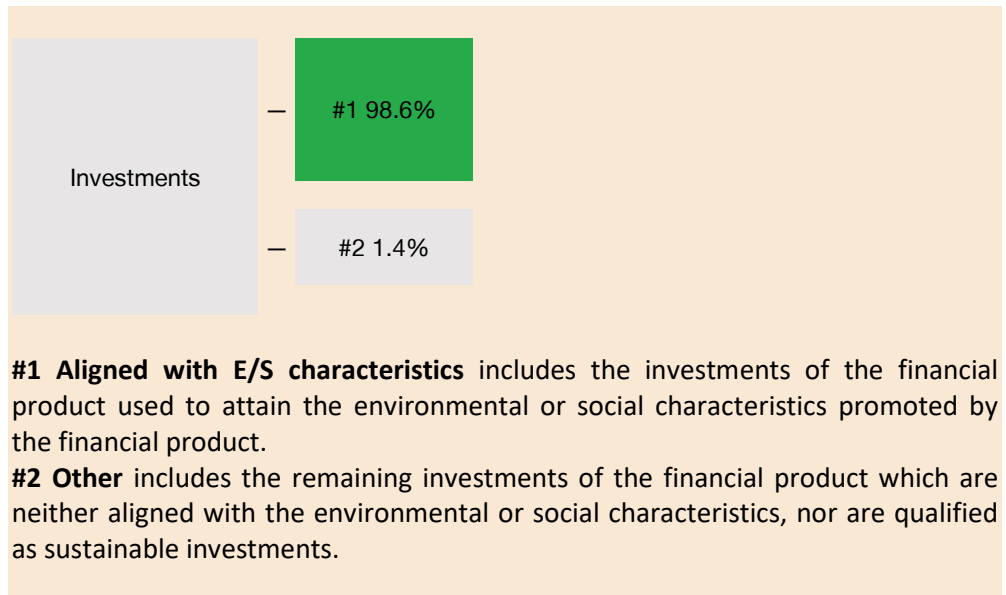 #1 98.6%
Investments
#2 1.4%
#1 Aligned with E/S characteristics includes the investments of the financial
product used to attain the environmental or social characteristics promoted by
the financial product.
#2 Other includes the remaining investments of the financial product which are
neither aligned with the environmental or social characteristics, nor are qualified
as sustainable investments.